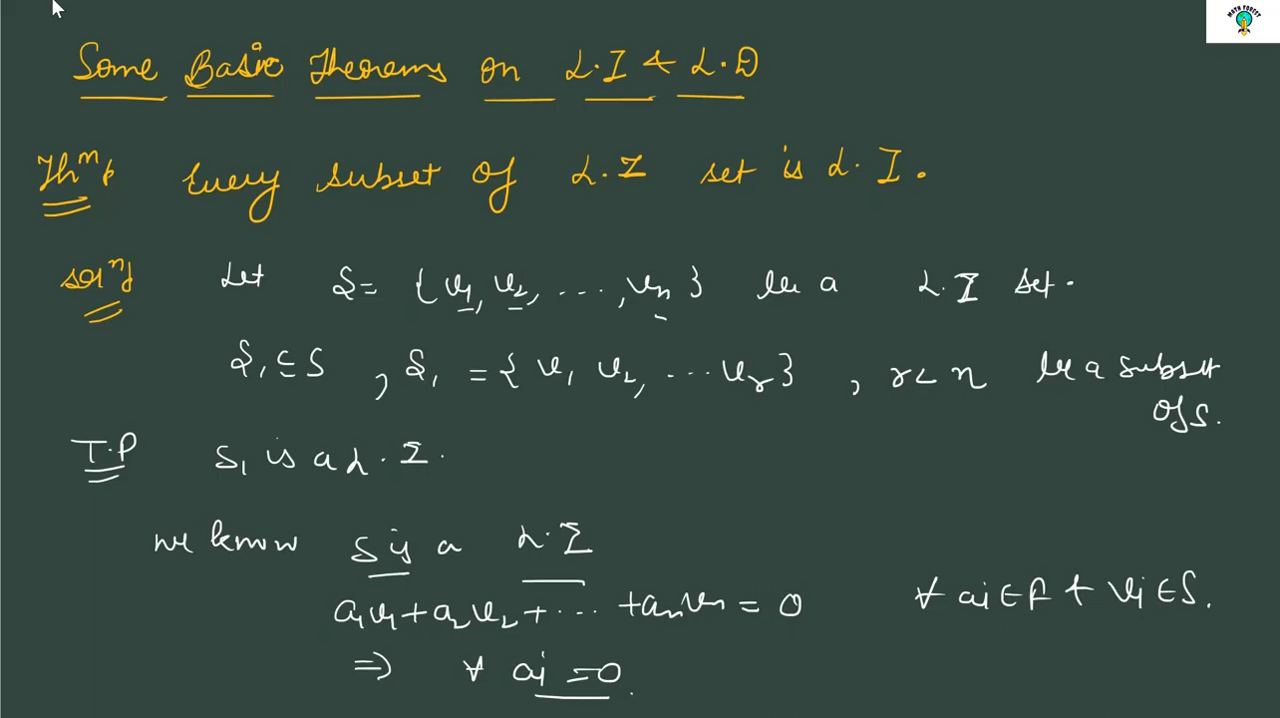 MATH FOREST
Some Basic Theorems on L.I & L.D
Thm: Every subset of L.I set is L.I.
Soln: Let S = {v1, v2, ..., vn} be a L.I set.
S1 ⊆ S, S1 = {v1 v2, ... vr}, r < n be a subset
of S.
T.P S1 is a L.I.
we know S is a L.I
a1v1 + a2v2 + ... + anvn = 0 ∀ ai ∈ F & vi ∈ S.
⇒ ∀ ai = 0.